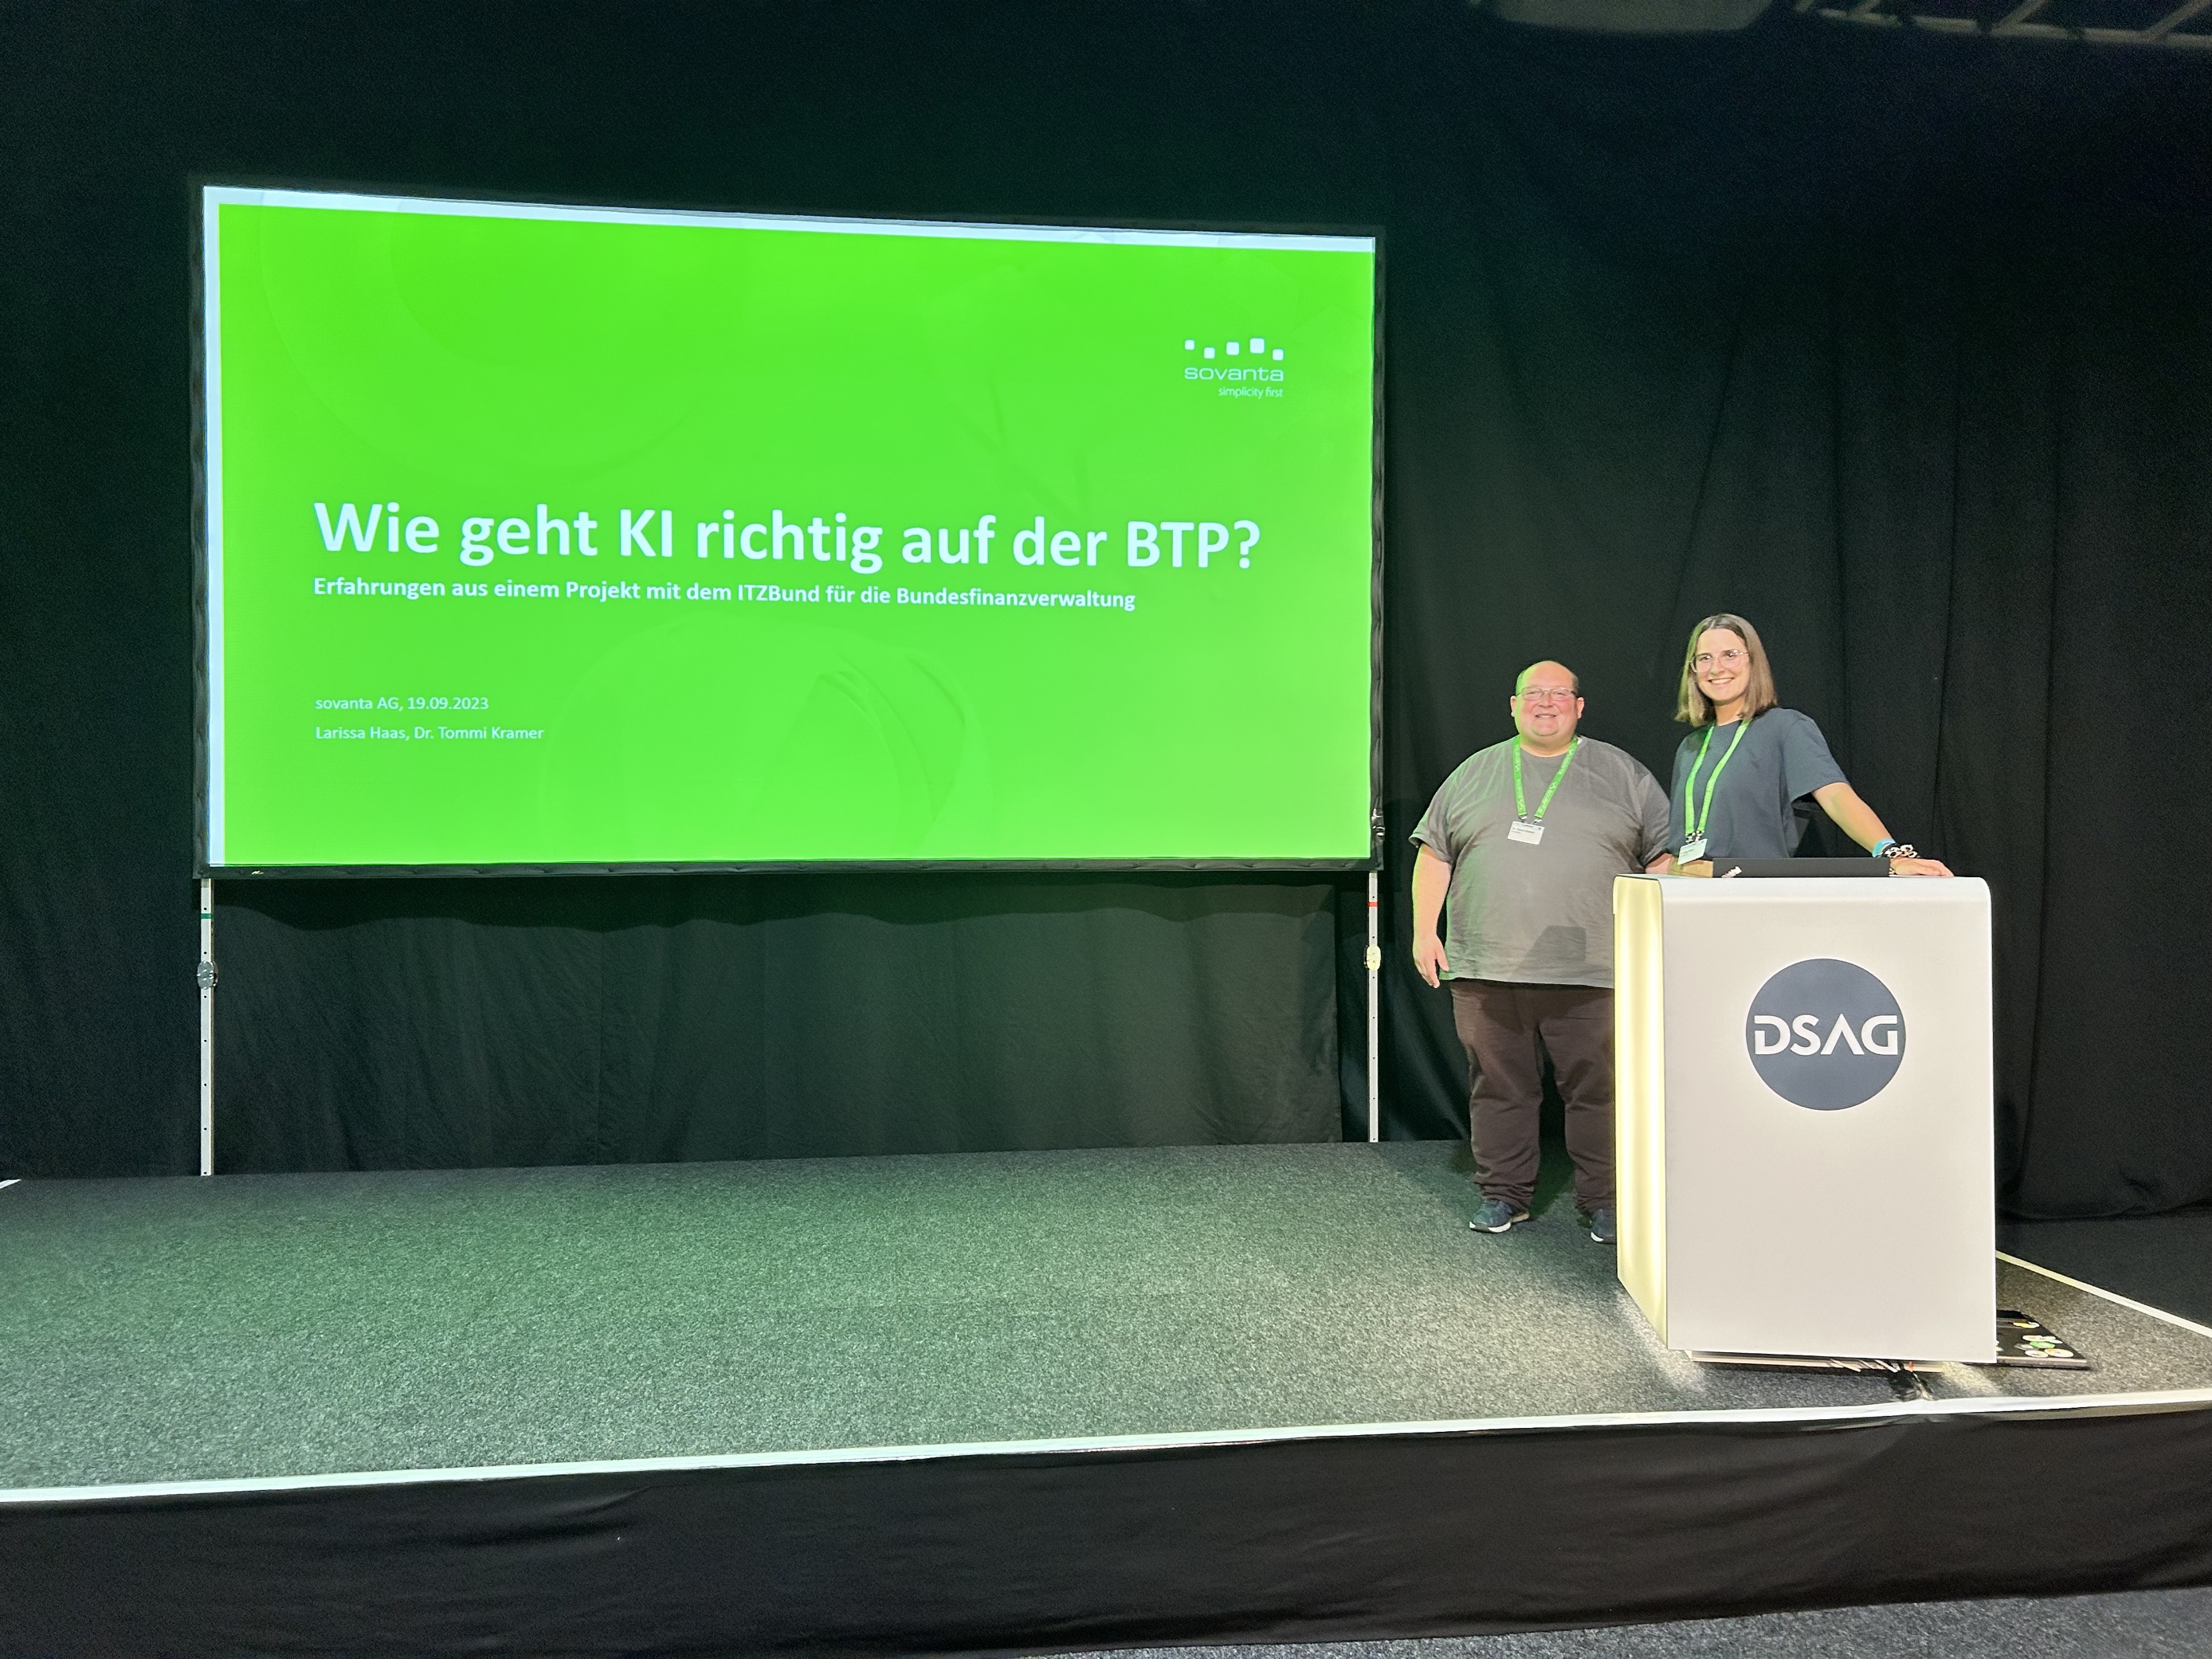 sovanta
simplicity first
Wie geht KI richtig auf der BTP?
Erfahrungen aus einem Projekt mit dem ITZBund für die Bundesfinanzverwaltung
sovanta AG, 19.09.2023
Larissa Haas, Dr. Tommi Kramer
DSAG